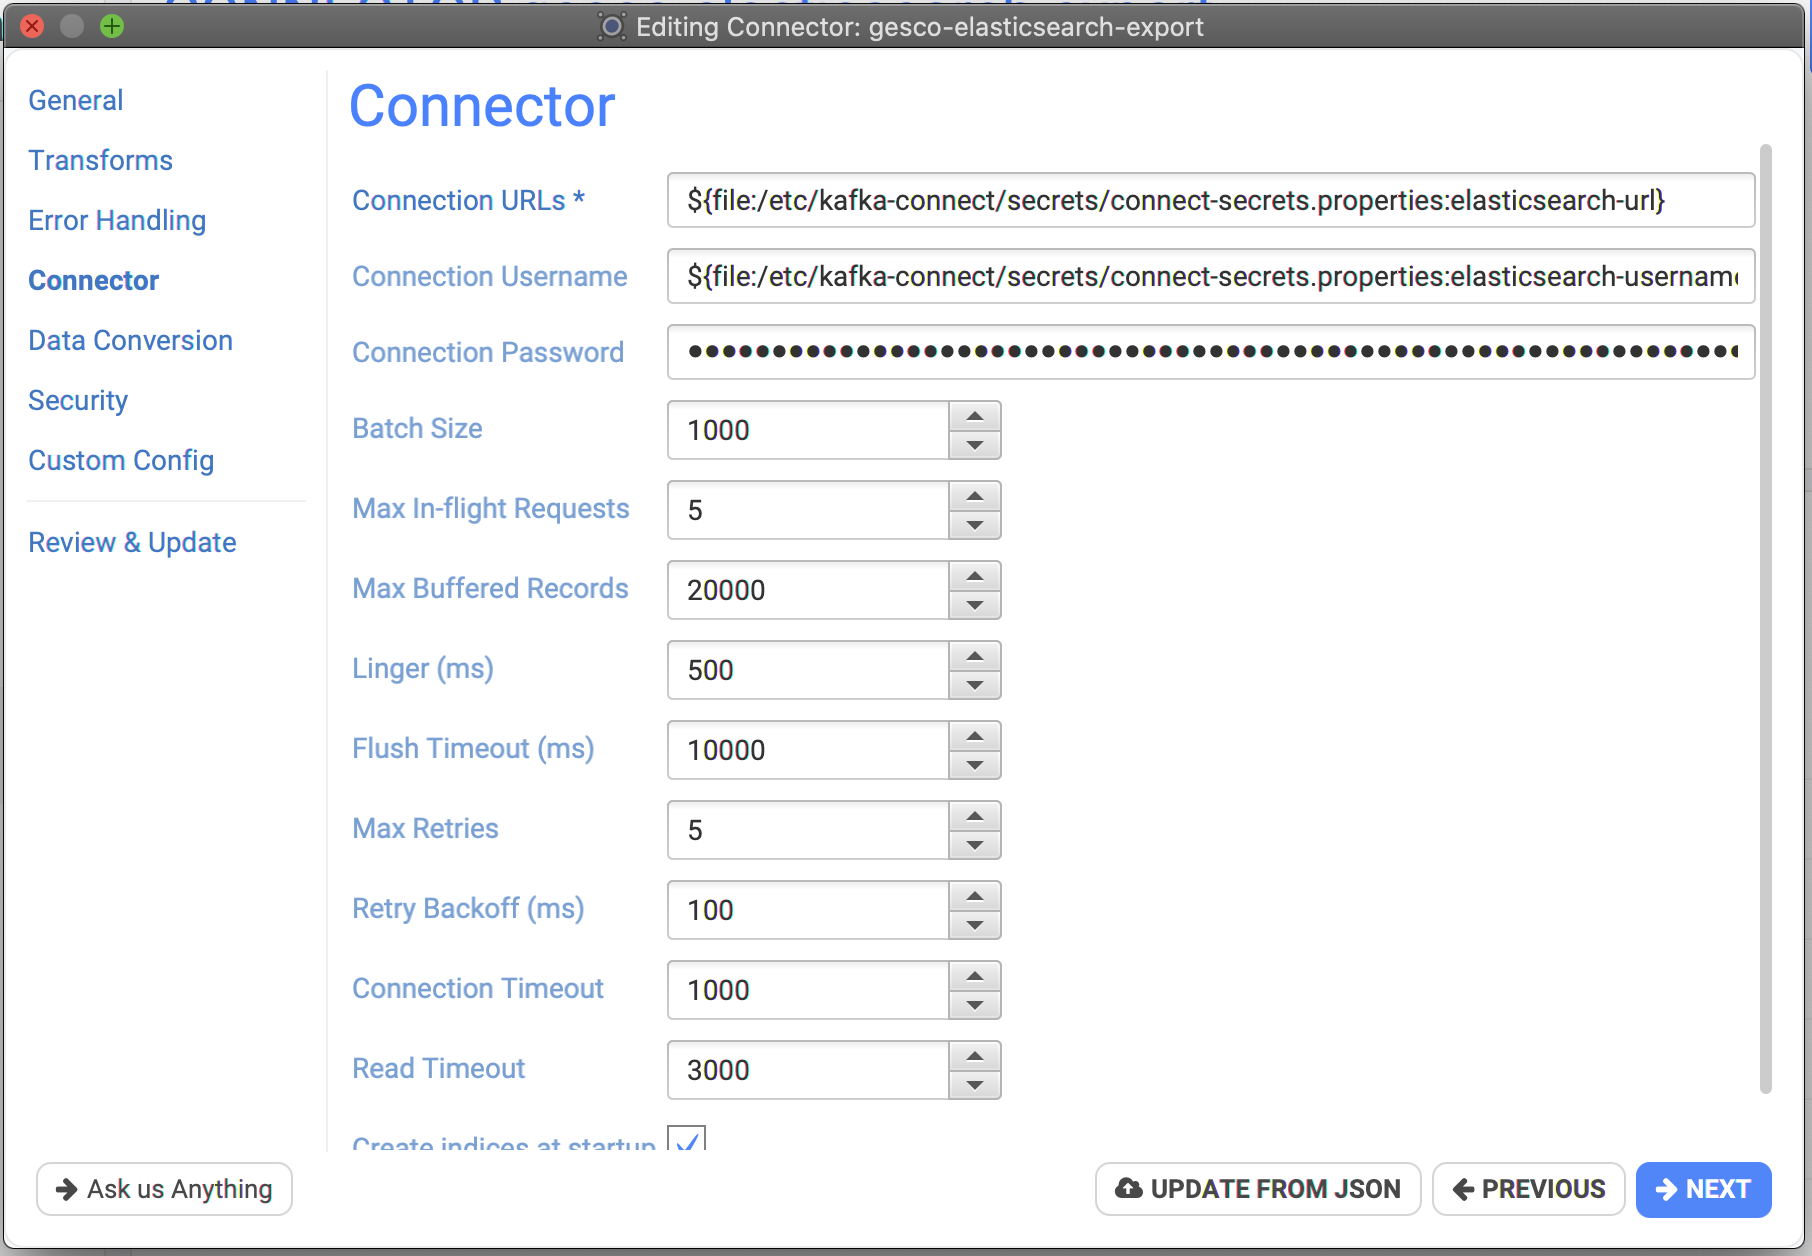 Editing Connector: gesco-elasticsearch-export
General
Transforms
Error Handling
Connector
Data Conversion
Security
Custom Config
Review & Update
Connector
Connection URLs * ${file:/etc/kafka-connect/secrets/connect-secrets.properties:elasticsearch-url}
Connection Username ${file:/etc/kafka-connect/secrets/connect-secrets.properties:elasticsearch-username
Connection Password
Batch Size 1000
Max In-flight Requests 5
Max Buffered Records 20000
Linger (ms) 500
Flush Timeout (ms) 10000
Max Retries 5
Retry Backoff (ms) 100
Connection Timeout 1000
Read Timeout 3000
Create indices at startup
Ask us Anything
UPDATE FROM JSON
PREVIOUS
NEXT